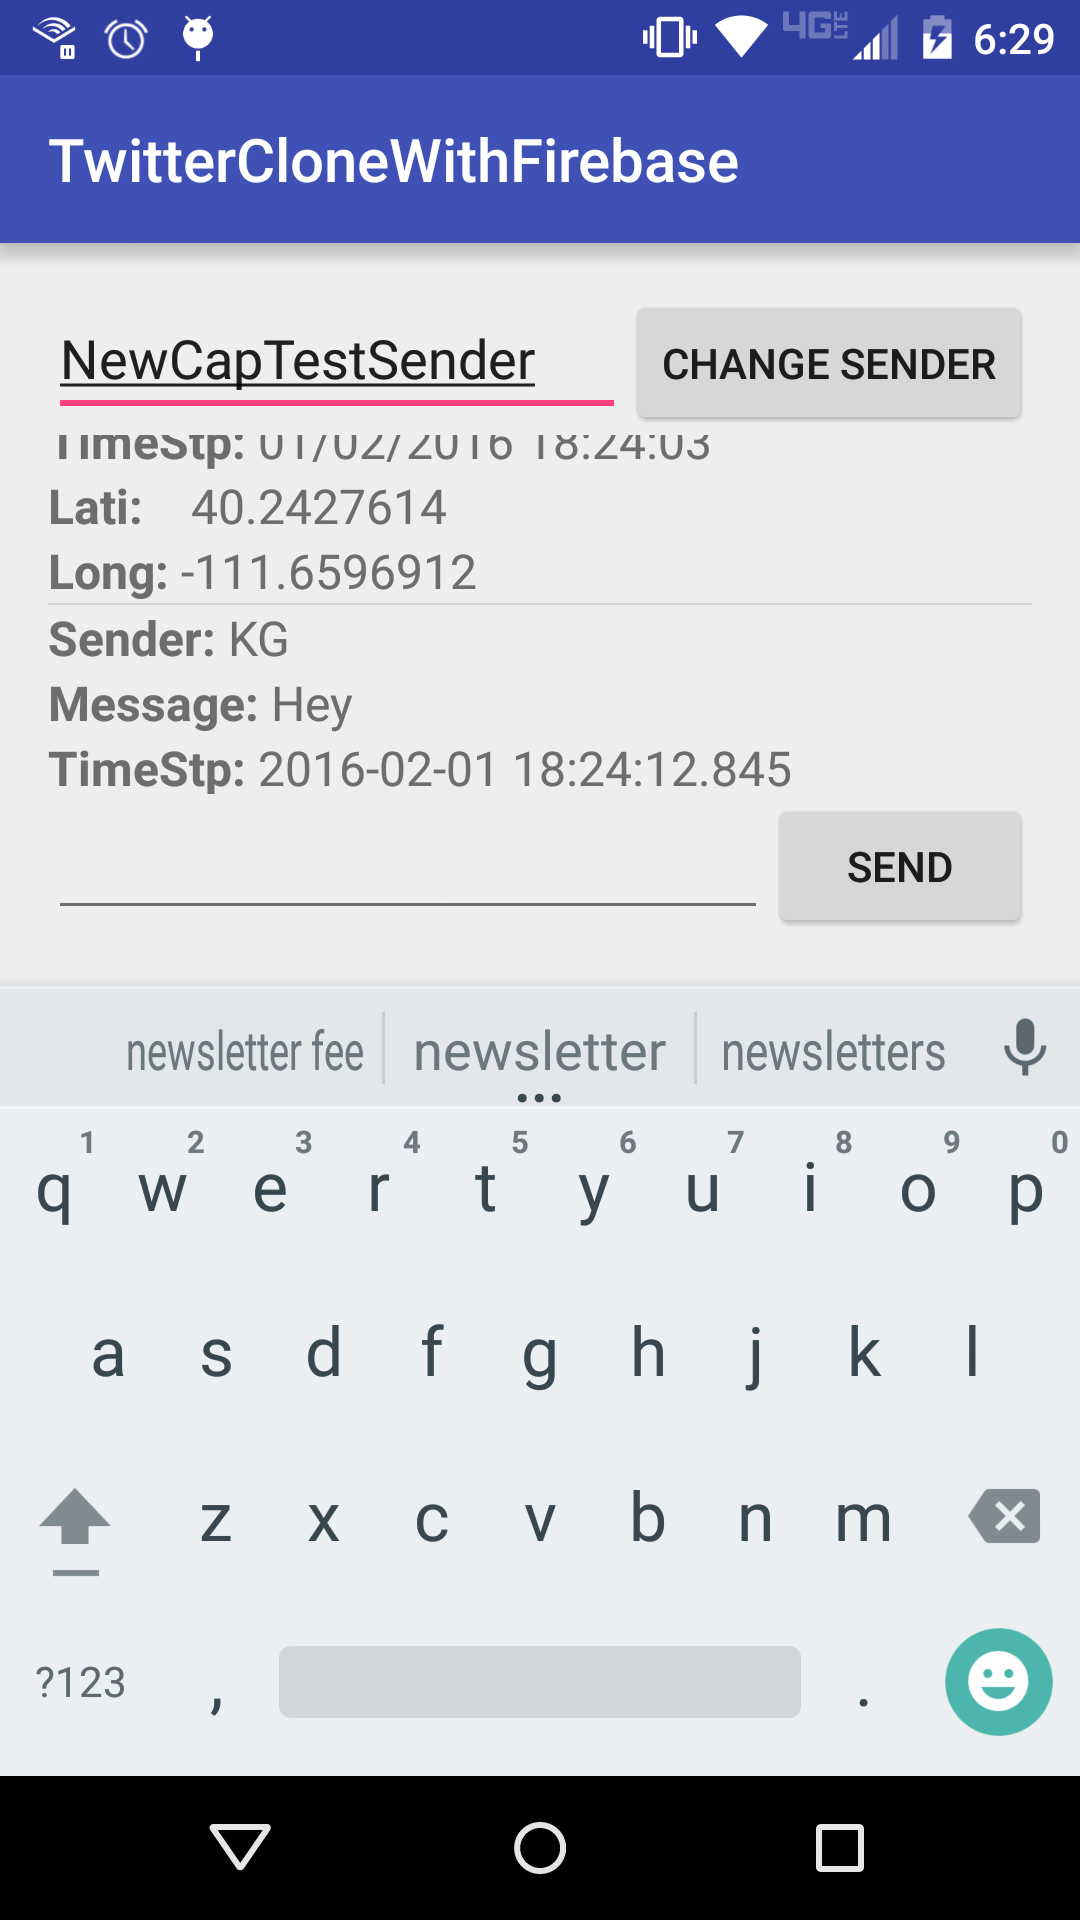 4G LTE 6:29
TwitterCloneWithFirebase
NewCapTestSender
CHANGE SENDER
TimeStp: 01/02/2016 18:24:03
Lati: 40.2427614
Long: -111.6596912
Sender: KG
Message: Hey
TimeStp: 2016-02-01 18:24:12.845
SEND
newsletter fee newsletter newsletters
1 2 3 4 5 6 7 8 9 0
q w e r t y u i o p
a s d f g h j k l
z x c v b n m
?123 , .